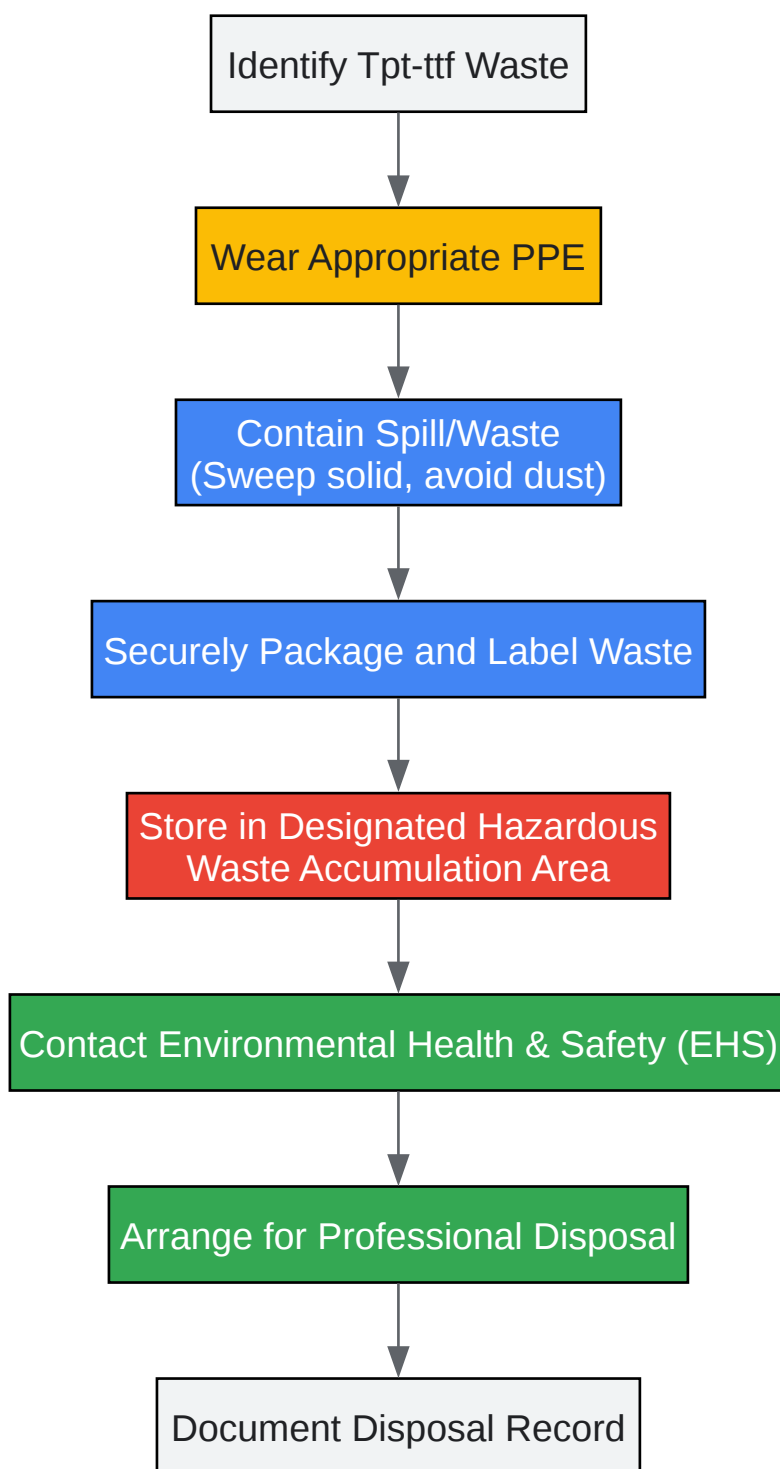 Identify Tpt-ttf Waste
Wear Appropriate PPE
Contain Spill/Waste
(Sweep solid, avoid dust)
Securely Package and Label Waste
Store in Designated Hazardous
Waste Accumulation Area
Contact Environmental Health & Safety (EHS)
Arrange for Professional Disposal
Document Disposal Record